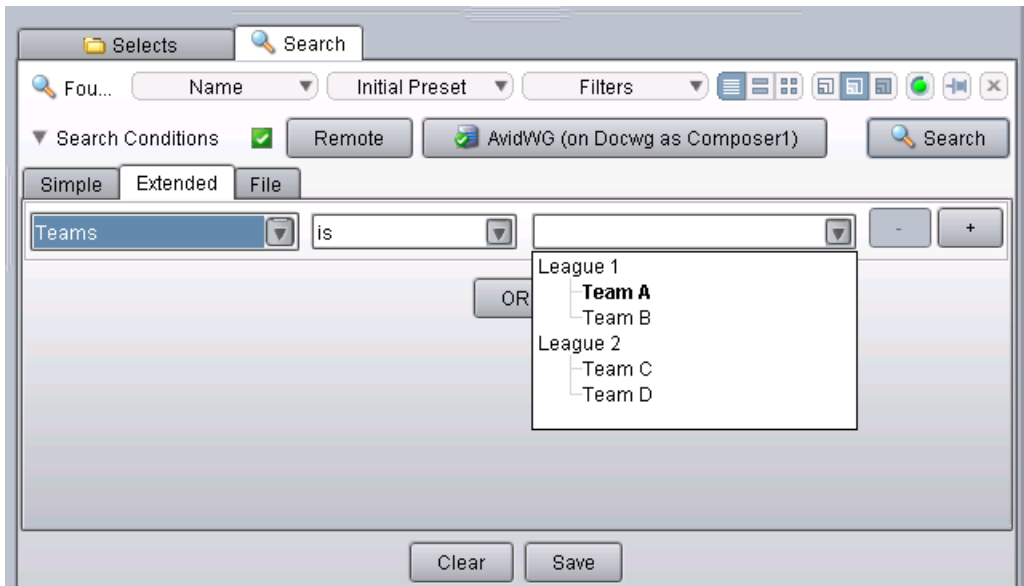 Selects Search
Fou... Name Initial Preset Filters
Search Conditions Remote AvidWG (on Docwg as Composer1) Search
Simple Extended File
Teams is - +
League 1
Team A
OR
Team B
League 2
Team C
Team D
Clear Save